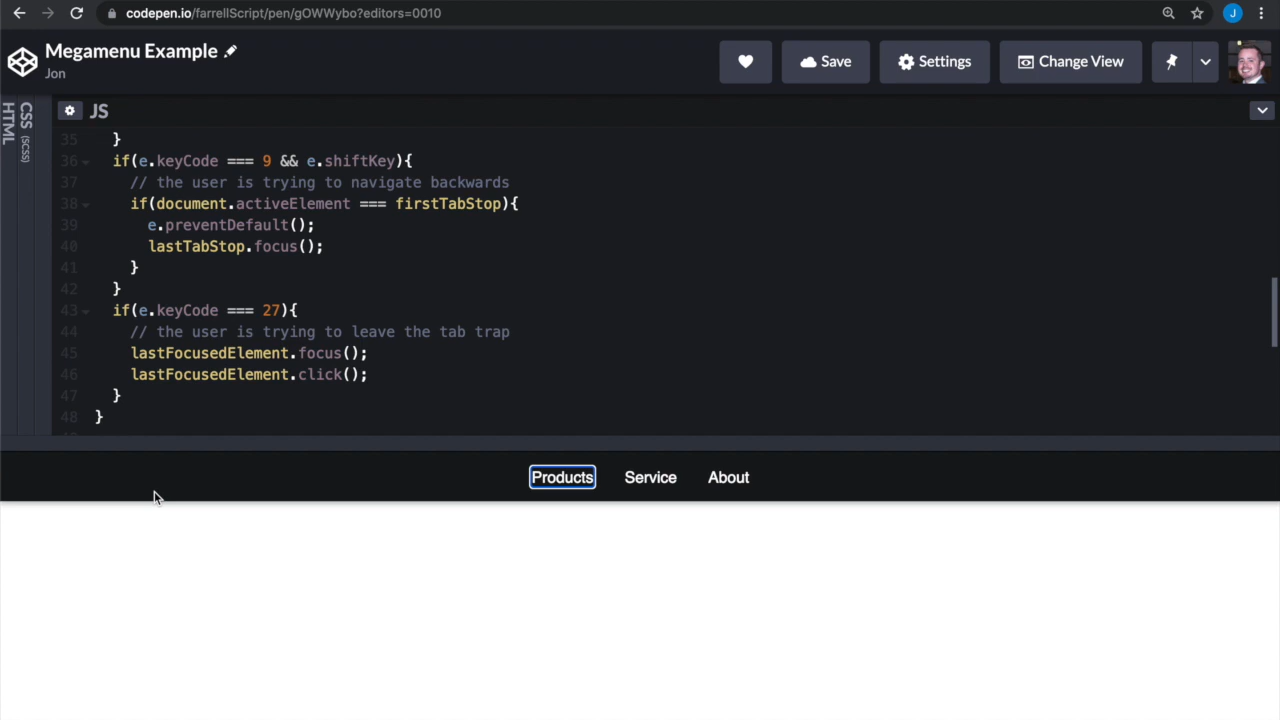 codepen.io/farrellScript/pen/gOWWybo?editors=0010
J
Megamenu Example
Jon
Save
Settings
Change View
HTML
CSS (SCSS)
JS
35 }
36 if(e.keyCode === 9 && e.shiftKey){
37 // the user is trying to navigate backwards
38 if(document.activeElement === firstTabStop){
39 e.preventDefault();
40 lastTabStop.focus();
41 }
42 }
43 if(e.keyCode === 27){
44 // the user is trying to leave the tab trap
45 lastFocusedElement.focus();
46 lastFocusedElement.click();
47 }
48 }
Products Service About